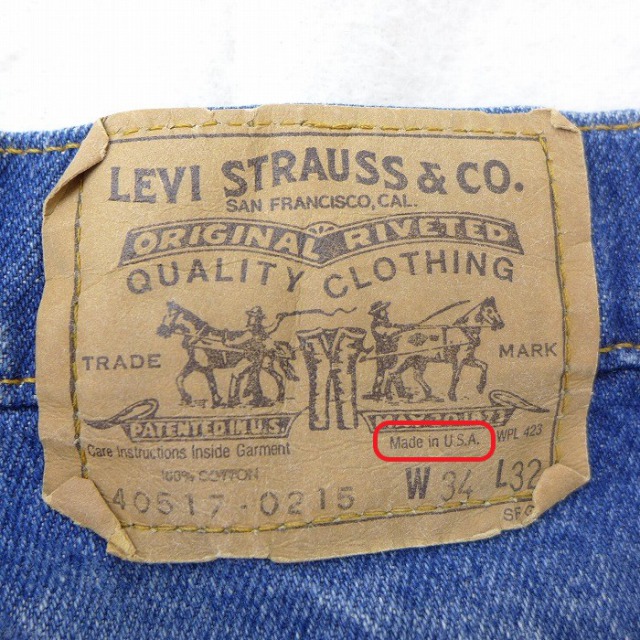 LEVI STRAUSS & CO.
SAN FRANCISCO, CAL.
ORIGINAL RIVETED
QUALITY CLOTHING
TRADE MARK
PATENTED IN U.S.
Made in U.S.A. WPL 423
Care Instructions Inside Garment
100% COTTON
40517-0215 W 34 L 32